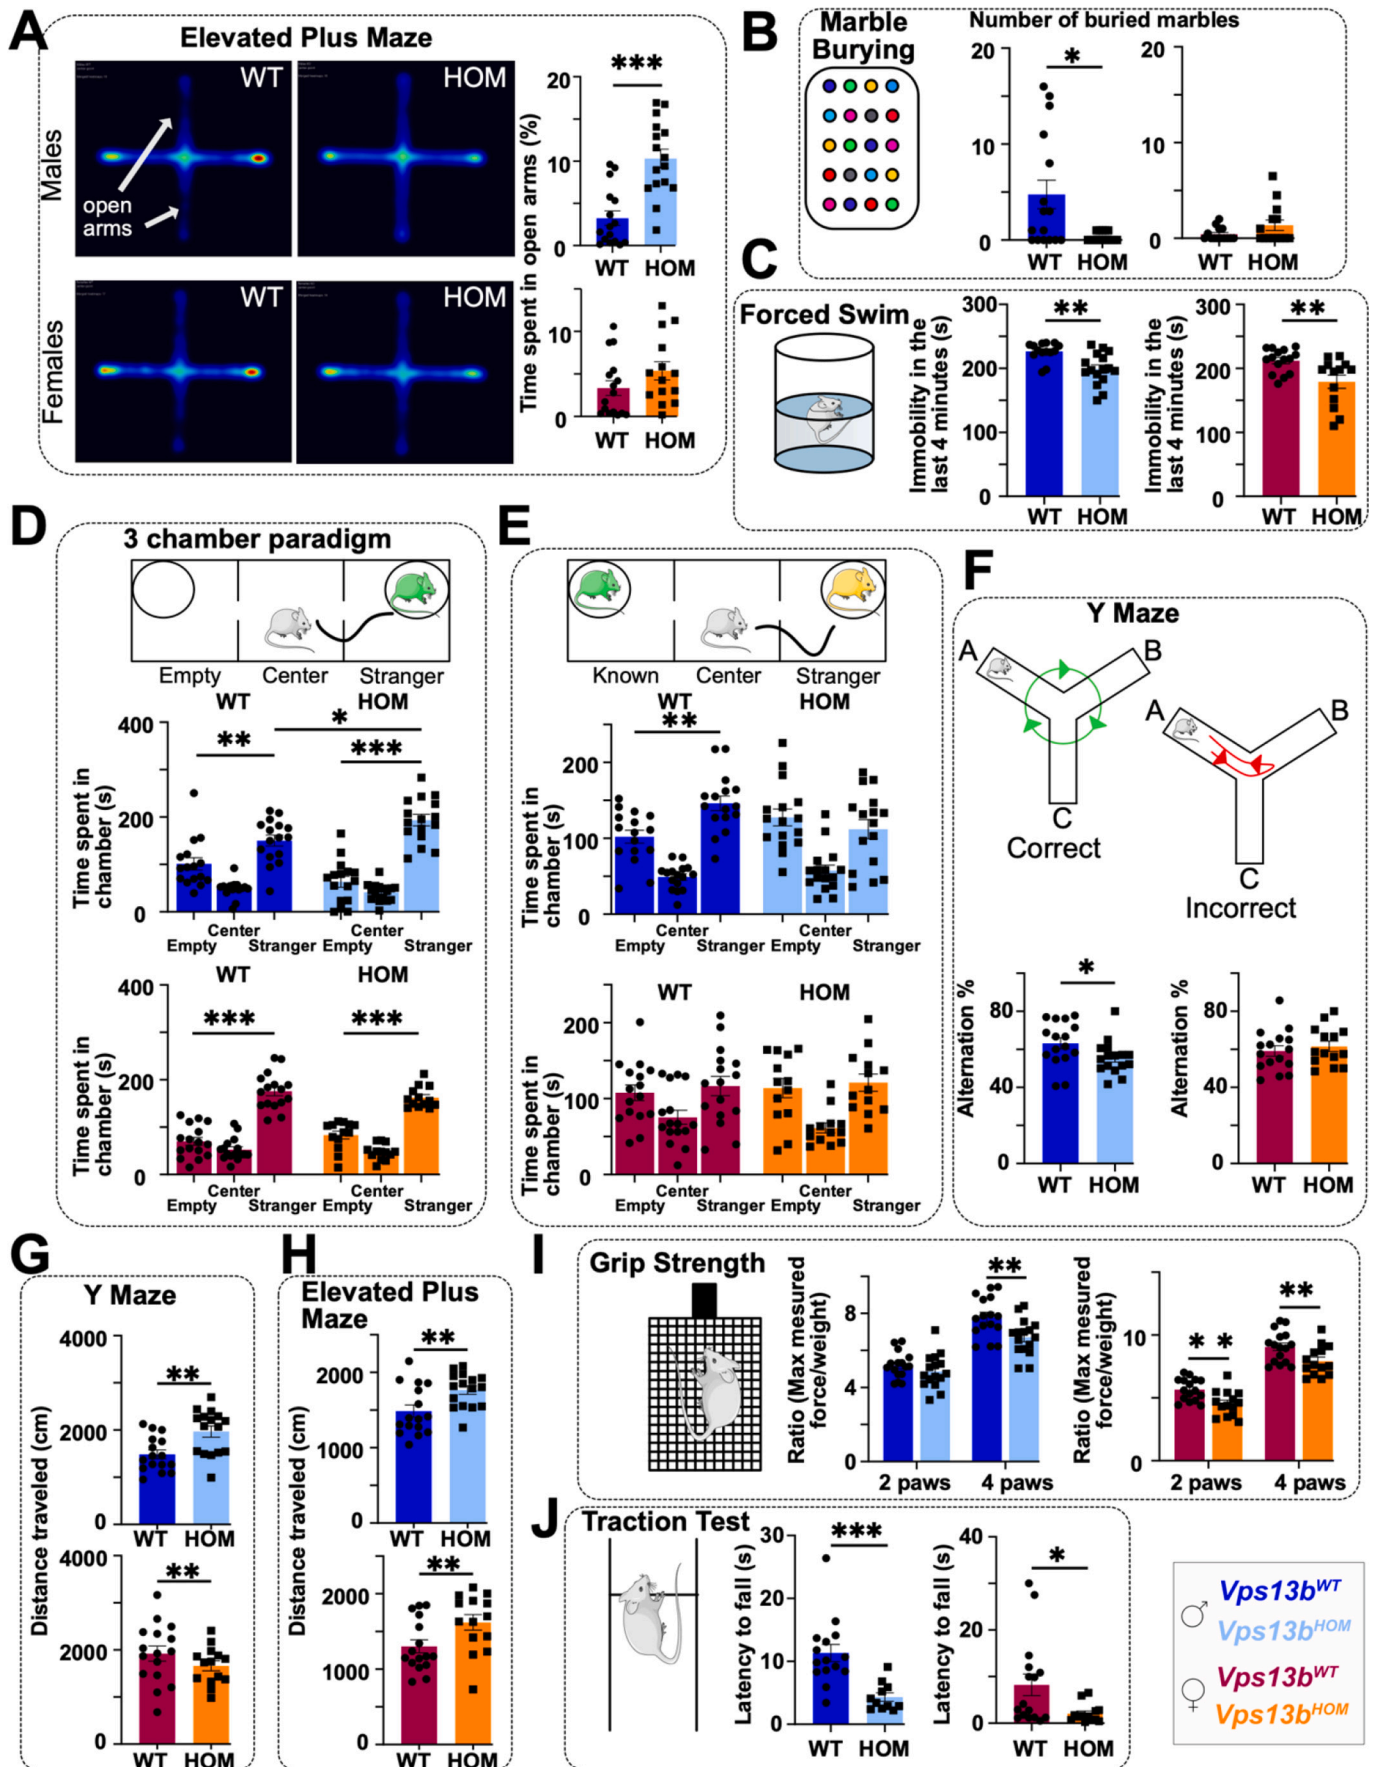 A
Elevated Plus Maze
Males
WT
HOM
open
arms
Females
WT
HOM
Time spent in open arms (%)
***
20
10
0
WT HOM
10
0
WT HOM
B
Marble
Burying
Number of buried marbles
20
10
0
*
WT HOM
20
10
0
WT HOM
C
Forced Swim
Immobility in the
last 4 minutes (s)
300
200
100
0
**
WT HOM
Immobility in the
last 4 minutes (s)
300
200
100
0
**
WT HOM
D
3 chamber paradigm
Empty Center Stranger
WT HOM
Time spent in
chamber (s)
400
200
0
** * ***
Center Center
Empty Stranger Empty Stranger
WT HOM
Time spent in
chamber (s)
400
200
0
*** ***
Center Center
Empty Stranger Empty Stranger
E
Known Center Stranger
WT HOM
Time spent in
chamber (s)
200
100
0
**
Center Center
Empty Stranger Empty Stranger
WT HOM
Time spent in
chamber (s)
200
100
0
Center Center
Empty Stranger Empty Stranger
F
Y Maze
A B
C
Correct
A B
C
Incorrect
Alternation %
80
40
0
*
WT HOM
Alternation %
80
40
0
WT HOM
G
Y Maze
Distance traveled (cm)
4000
2000
0
**
WT HOM
4000
2000
0
**
WT HOM
H
Elevated Plus
Maze
Distance traveled (cm)
2000
1000
0
**
WT HOM
2000
1000
0
**
WT HOM
I
Grip Strength
Ratio (Max mesured
force/weight)
8
4
0
**
2 paws 4 paws
Ratio (Max mesured
force/weight)
10
0
* *
**
2 paws 4 paws
J
Traction Test
Latency to fall (s)
30
20
10
0
***
WT HOM
Latency to fall (s)
40
20
0
*
WT HOM
♂
Vps13bWT
Vps13bHOM
♀
Vps13bWT
Vps13bHOM